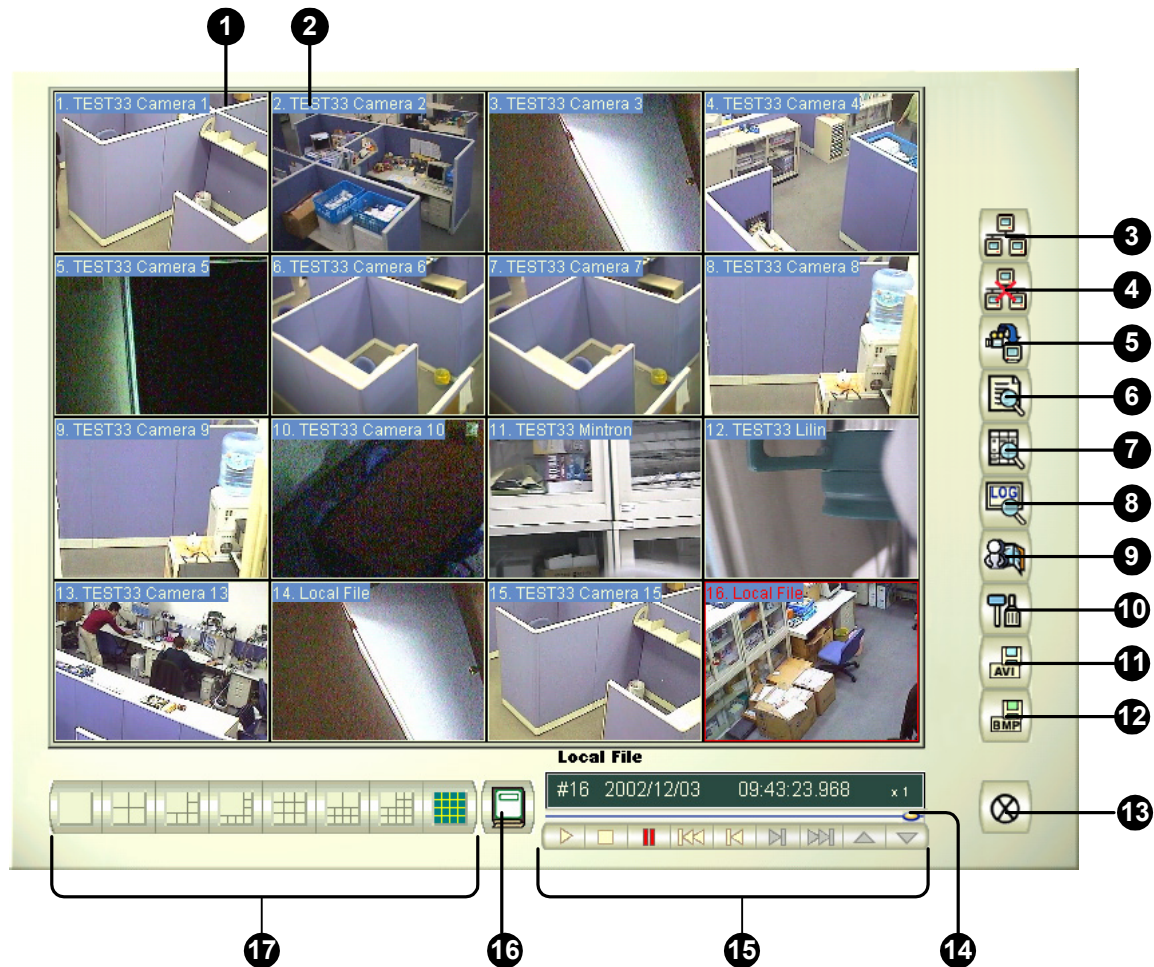 1 2
1. TEST33 Camera 1
2. TEST33 Camera 2
3. TEST33 Camera 3
4. TEST33 Camera 4
5. TEST33 Camera 5
6. TEST33 Camera 6
7. TEST33 Camera 7
8. TEST33 Camera 8
9. TEST33 Camera 9
10. TEST33 Camera 10
11. TEST33 Mintron
12. TEST33 Lilin
13. TEST33 Camera 13
14. Local File
15. TEST33 Camera 15
16. Local File
3
4
5
6
7
LOG 8
9
10
AVI 11
BMP 12
Local File
#16 2002/12/03 09:43:23.968 x 1
13
17 16 15 14